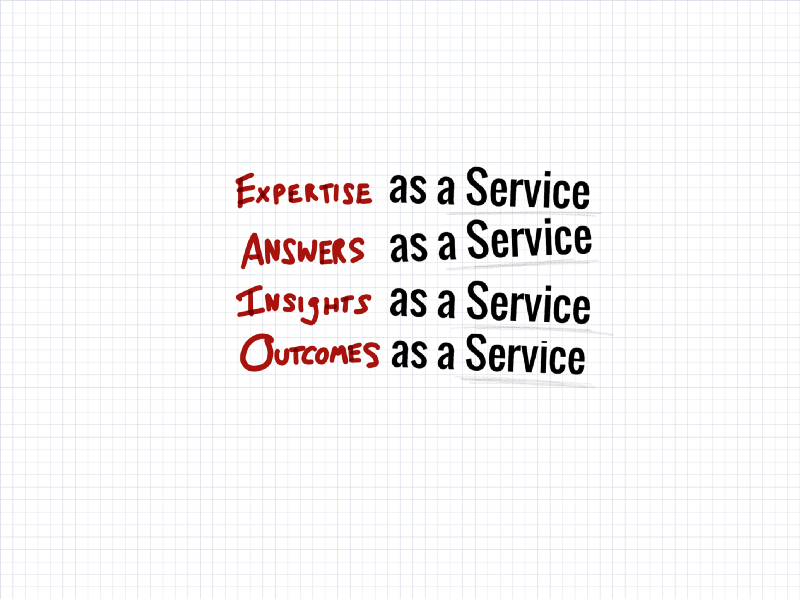 Expertise as a Service
Answers as a Service
Insights as a Service
Outcomes as a Service